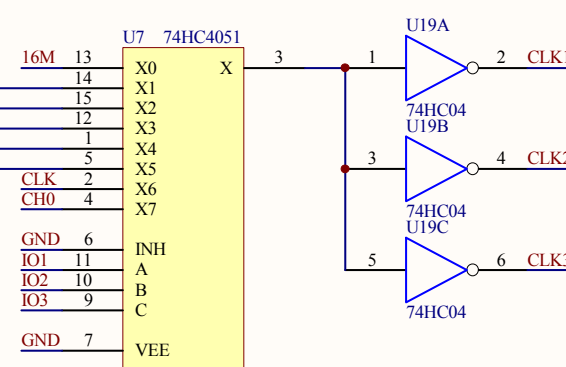 U7 74HC4051
16M 13 X0 X 3
14 X1
15 X2
12 X3
1 X4
5 X5
CLK 2 X6
CH0 4 X7
GND 6 INH
IO1 11 A
IO2 10 B
IO3 9 C
GND 7 VEE
U19A
1 2 CLK1
74HC04
U19B
3 4 CLK2
74HC04
U19C
5 6 CLK3
74HC04